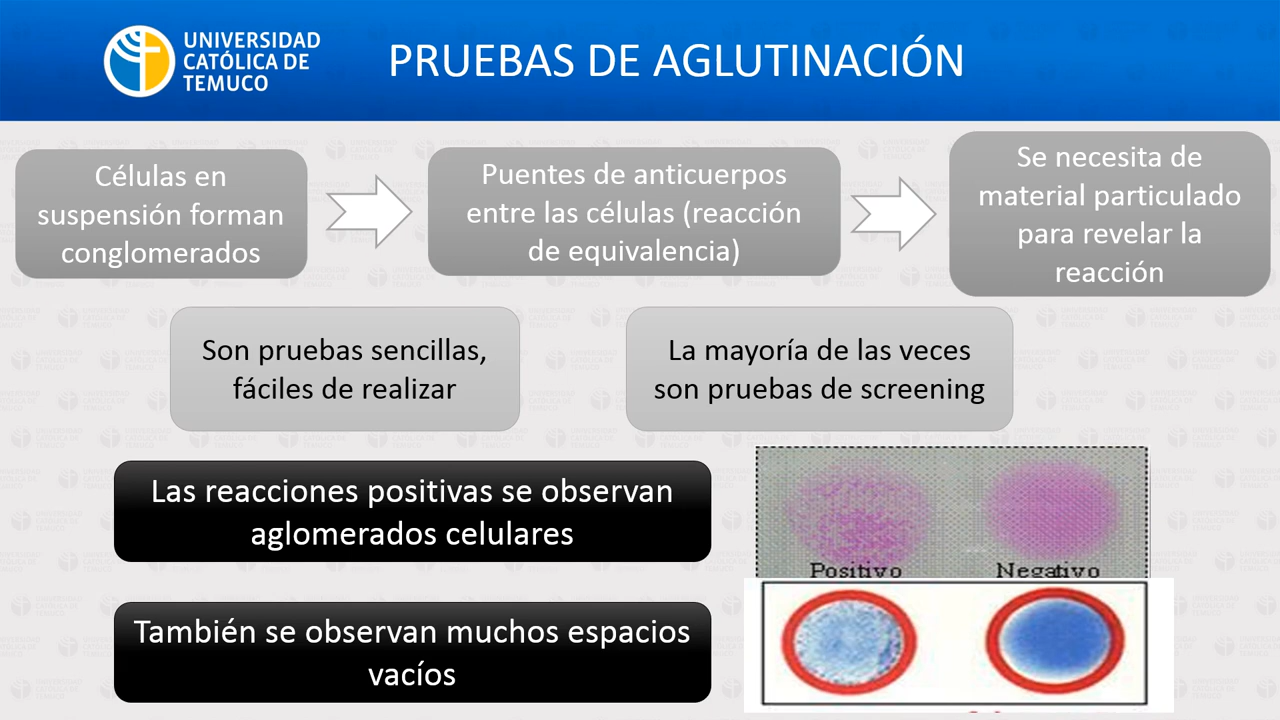 UNIVERSIDAD
CATÓLICA DE
TEMUCO
PRUEBAS DE AGLUTINACIÓN
Células en
suspensión forman
conglomerados
Puentes de anticuerpos
entre las células (reacción
de equivalencia)
Se necesita de
material particulado
para revelar la
reacción
Son pruebas sencillas,
fáciles de realizar
La mayoría de las veces
son pruebas de screening
Las reacciones positivas se observan
aglomerados celulares
También se observan muchos espacios
vacíos
Positivo Negativo